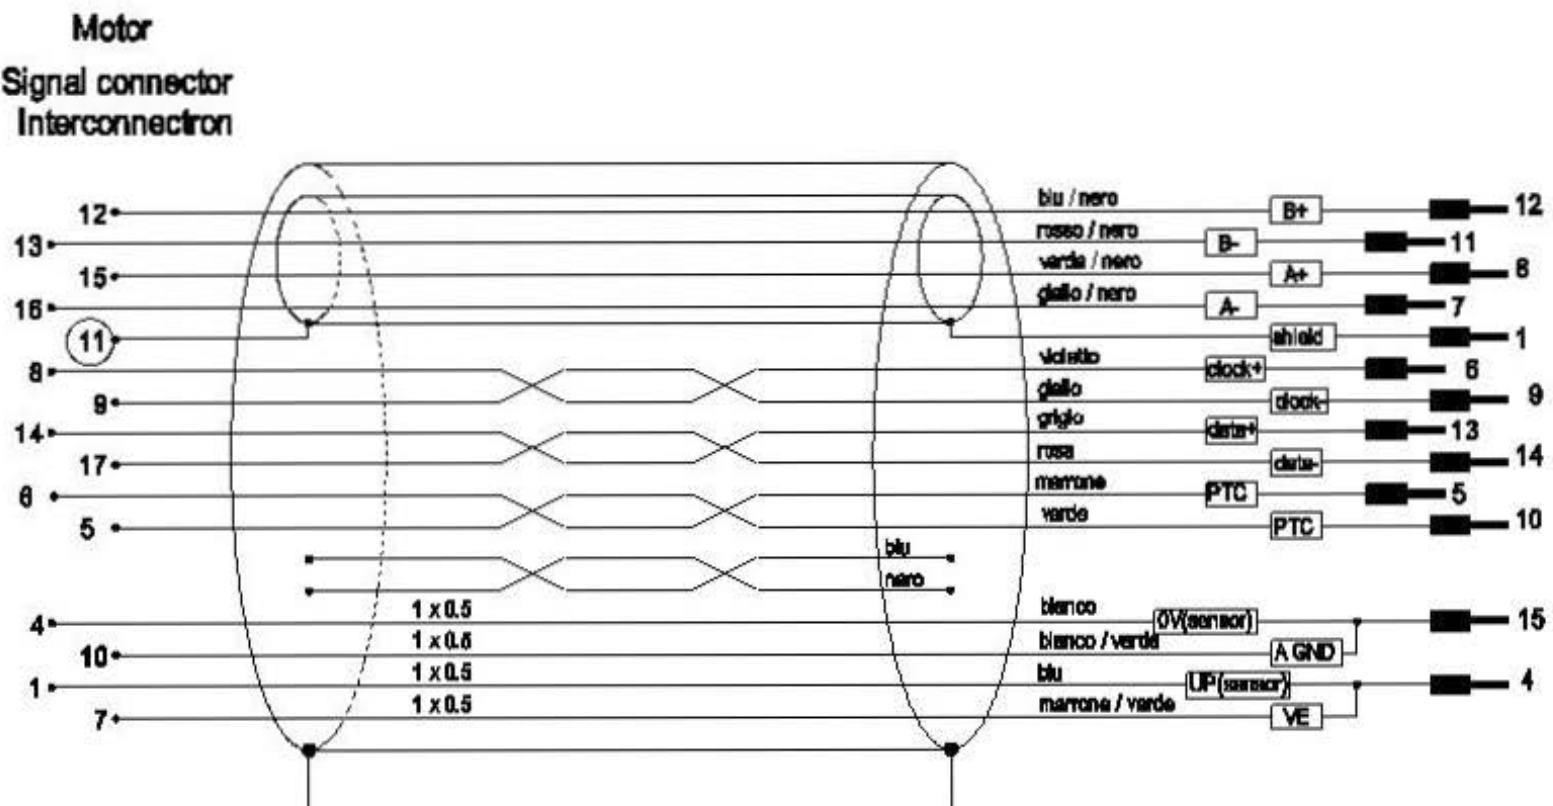 Motor
Signal connector
Interconnectron
12 blu / nero B+ 12
13 rosso / nero B- 11
15 verde / nero A+ 8
16 giallo / nero A- 7
11 shield 1
8 violetto clock+ 6
9 giallo clock- 9
14 grigio data+ 13
17 rosa data- 14
6 marrone PTC 5
5 verde PTC 10
blu
nero
4 1 x 0.5 bianco 0V(sensor) 15
10 1 x 0.5 bianco / verde A GND
1 1 x 0.5 blu UP(sensor) 4
7 1 x 0.5 marrone / verde VE